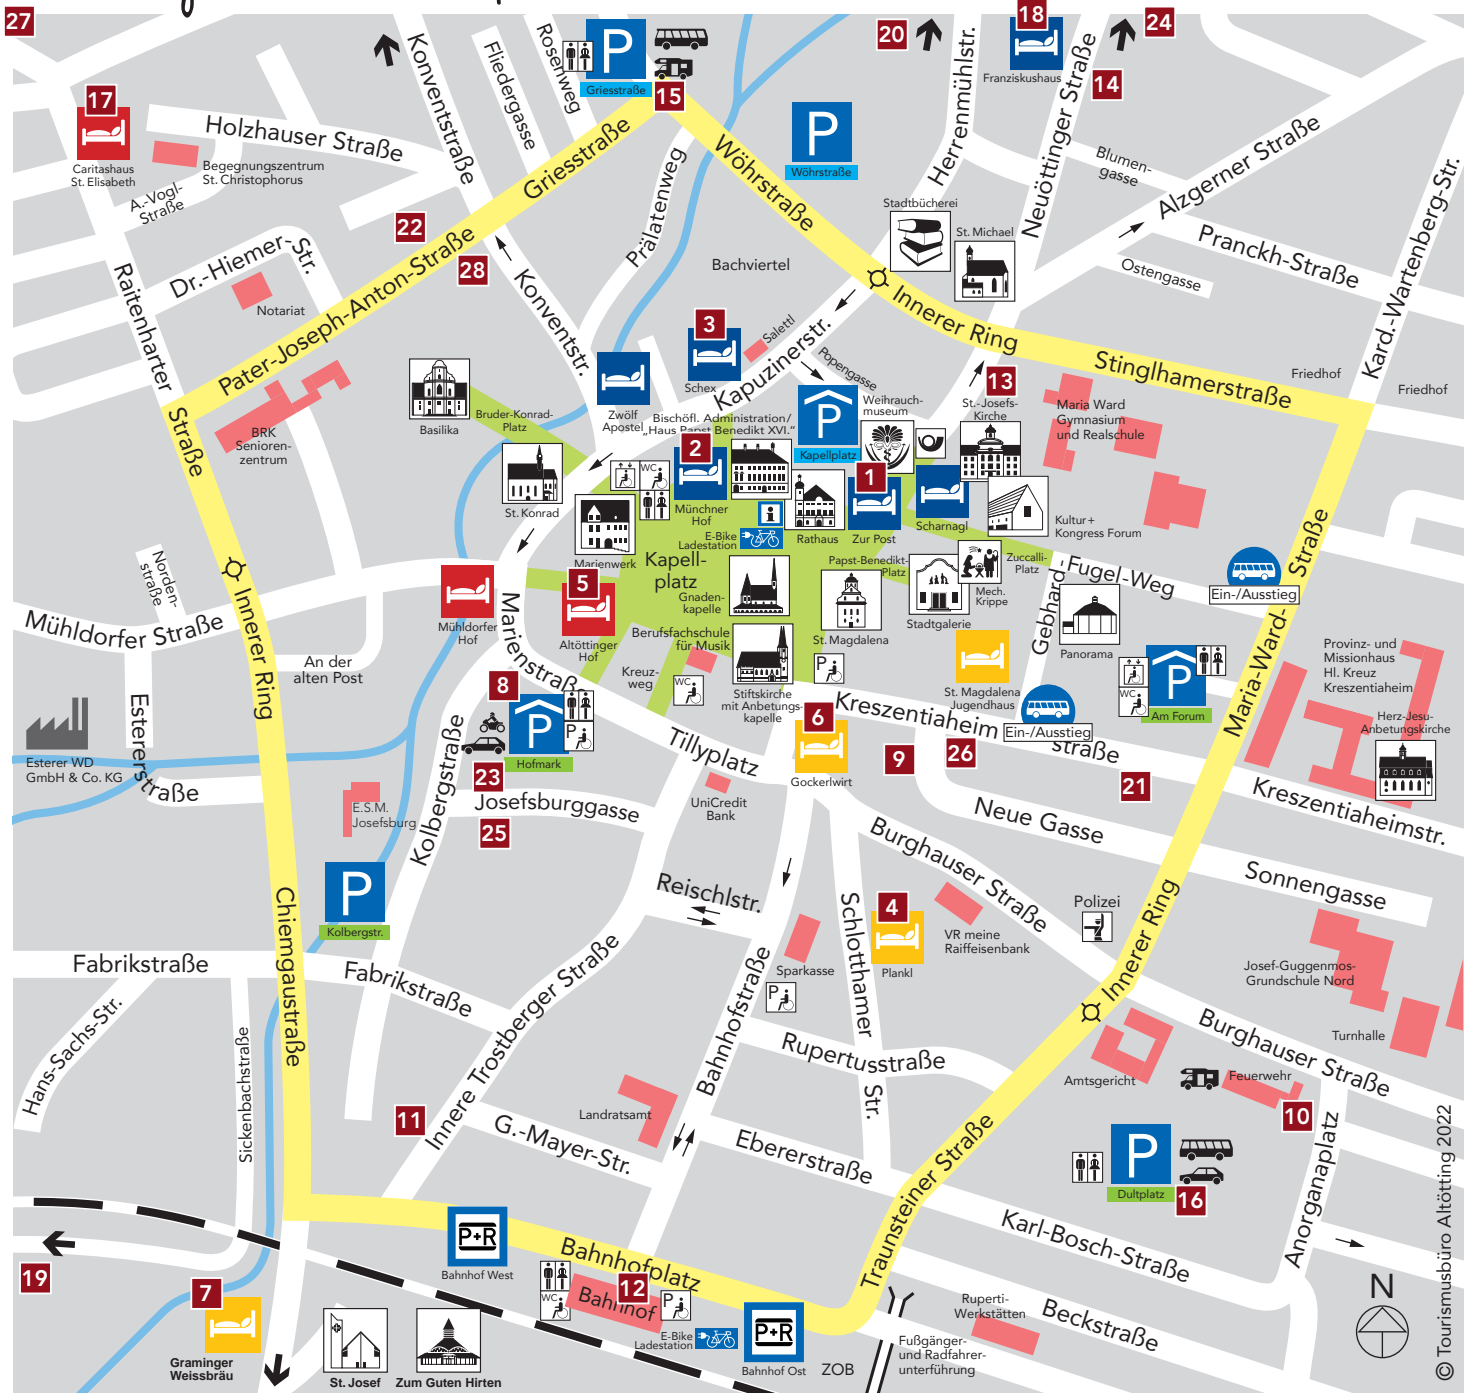 27
20
18
24
Franziskushaus
14
Konventstraße
Fliedergasse
Rosenweg
P
Griesstraße
15
17
Caritashaus
St. Elisabeth
Holzhauser Straße
Begegnungszentrum
St. Christophorus
A.-Vogl-
Straße
Griesstraße
Wöhrstraße
P
Wöhrstraße
Herrenmühlstr.
Neuöttinger Straße
Blumen-
gasse
Alzgerner Straße
Kard.-Wartenberg-Str.
22
28
Pater-Joseph-Anton-Straße
Dr.-Hiemer-Str.
Notariat
Raitenharter
Straße
Prälatenweg
Bachviertel
Stadtbücherei
St. Michael
Pranckh-Straße
Ostengasse
Konventstr.
Innerer Ring
Stinglhamerstraße
Friedhof
Friedhof
3
Schex
Salettl
Kapuzinerstr.
Popengasse
Basilika
Bruder-Konrad-
Platz
Zwölf
Apostel
Bischöfl. Administration/
„Haus Papst Benedikt XVI.“
P
Kapellplatz
Weihrauch-
museum
13
St.-Josefs-
Kirche
Maria Ward
Gymnasium
und Realschule
BRK
Senioren-
zentrum
St. Konrad
WC
2
Münchner
Hof
i
E-Bike
Ladestation
Rathaus
1
Zur Post
Scharnagl
Kultur+
Kongress Forum
Marienwerk
Kapell-
platz
Gnaden-
kapelle
Papst-Benedikt-
Platz
Zuccalli-
Platz
Mech.
Krippe
Stadtgalerie
St. Magdalena
Gebhard-Fugel-Weg
Ein-/Ausstieg
Maria-Ward-Straße
Norden-
straße
Mühldorfer Straße
Innerer Ring
Mühldorfer
Hof
5
Altöttinger
Hof
Marienstraße
Berufsfachschule
für Musik
Kreuz-
weg
WC
Stiftskirche
mit Anbetungs-
kapelle
P
St. Magdalena
Jugendhaus
Panorama
WC
P
Am Forum
Provinz- und
Missionhaus
Hl. Kreuz
Kreszentiaheim
Herz-Jesu-
Anbetungskirche
An der
alten Post
Esterer WD
GmbH & Co. KG
Estererstraße
8
P
P
Hofmark
23
Tillyplatz
6
Gockerlwirt
Kreszentiaheim
straße
Ein-/Ausstieg
9
26
21
Kreszentiaheimstr.
E.S.M.
Josefsburg
Kolbergstraße
Josefsburggasse
25
UniCredit
Bank
Neue Gasse
Burghauser Straße
Sonnengasse
P
Kolbergstr.
Chiemgaustraße
Reischlstr.
Schlotthamer
Str.
4
Plankl
VR meine
Raiffeisenbank
Polizei
Innerer Ring
Josef-Guggenmos-
Grundschule Nord
Turnhalle
Fabrikstraße
Fabrikstraße
Sparkasse
P
Bahnhofstraße
Innere Trostberger Straße
Hans-Sachs-Str.
Sickenbachstraße
Rupertusstraße
Burghauser Straße
Amtsgericht
Feuerwehr
10
11
Landratsamt
G.-Mayer-Str.
Ebererstraße
Traunsteiner Straße
P
Dultplatz
16
Anorganaplatz
Karl-Bosch-Straße
Beckstraße
19
7
Graminger
Weissbräu
P+R
Bahnhof West
Bahnhofplatz
WC
12
Bahnhof
P
E-Bike
Ladestation
P+R
Bahnhof Ost
ZOB
Ruperti-
Werkstätten
Fußgänger-
und Radfahrer-
unterführung
St. Josef
Zum Guten Hirten
N
© Tourismusbüro Altötting 2022